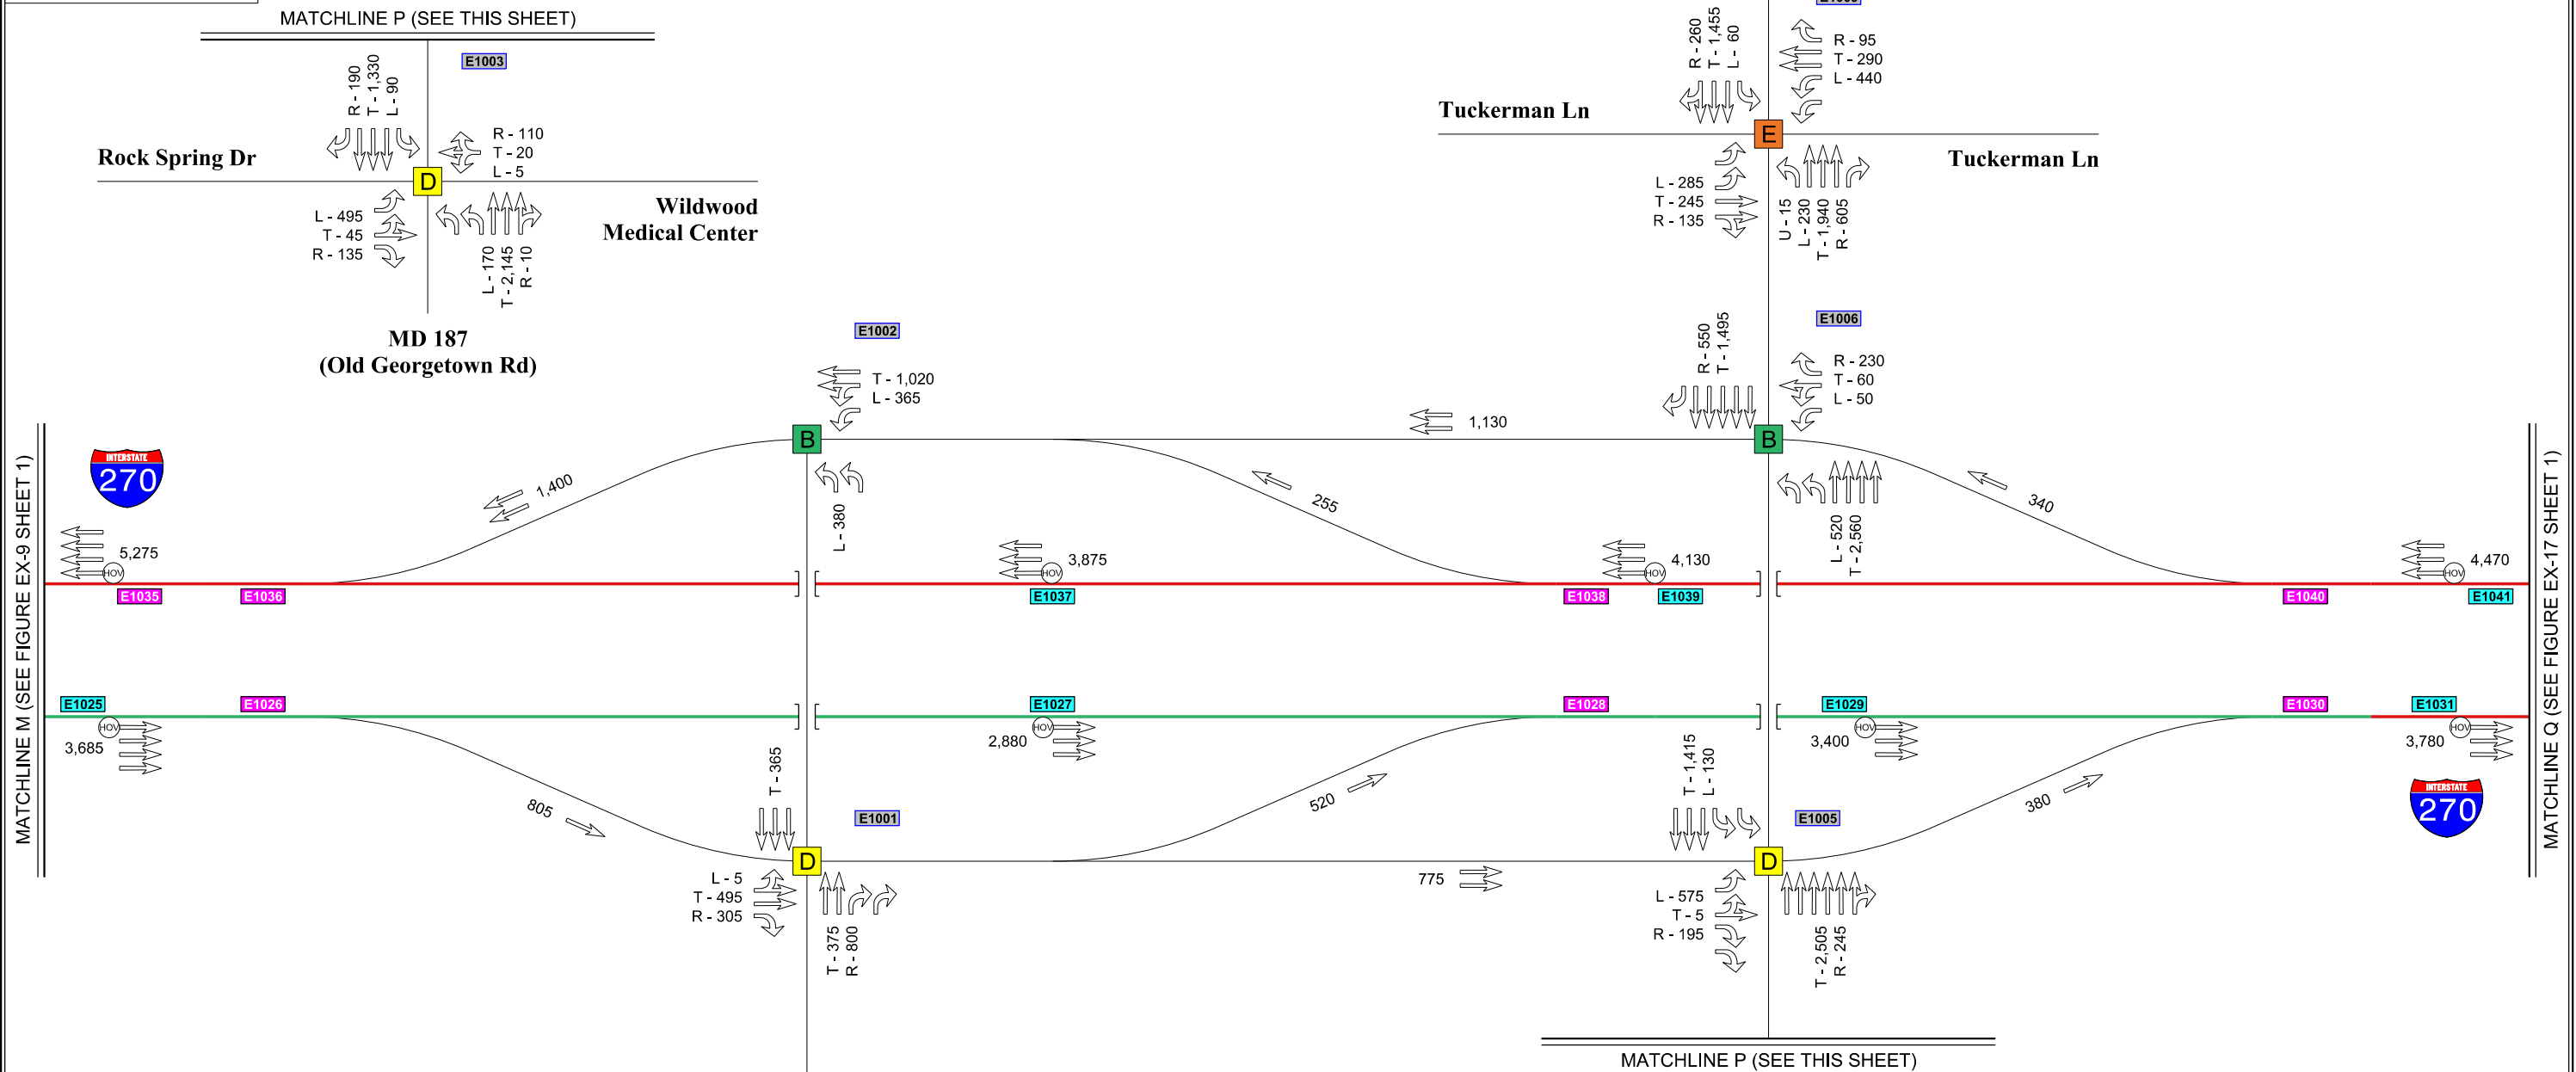 MATCHLINE P (SEE THIS SHEET)
E1003
R - 190
T - 1,330
L - 90
R - 110
T - 20
L - 5
Rock Spring Dr
D
L - 495
T - 45
R - 135
L - 170
T - 2,145
R - 10
Wildwood
Medical Center
MD 187
(Old Georgetown Rd)
R - 260
T - 1,455
L - 60
R - 95
T - 290
L - 440
Tuckerman Ln
E
Tuckerman Ln
L - 285
T - 245
R - 135
U - 15
L - 230
T - 1,940
R - 605
E1002
T - 1,020
L - 365
B
L - 380
1,130
R - 550
T - 1,495
E1006
R - 230
T - 60
L - 50
B
L - 520
T - 2,560
MATCHLINE M (SEE FIGURE EX-9 SHEET 1)
INTERSTATE
270
1,400
255
340
5,275
HOV
3,875
HOV
4,130
HOV
4,470
HOV
E1035
E1036
E1037
E1038
E1039
E1040
E1041
E1025
E1026
E1027
E1028
E1029
E1030
E1031
HOV
3,685
HOV
2,880
HOV
3,400
HOV
3,780
805
T - 365
E1001
520
T - 1,415
L - 130
E1005
380
INTERSTATE
270
MATCHLINE Q (SEE FIGURE EX-17 SHEET 1)
D
L - 5
T - 495
R - 305
T - 375
R - 800
775
D
L - 575
T - 5
R - 195
T - 2,505
R - 245
MATCHLINE P (SEE THIS SHEET)